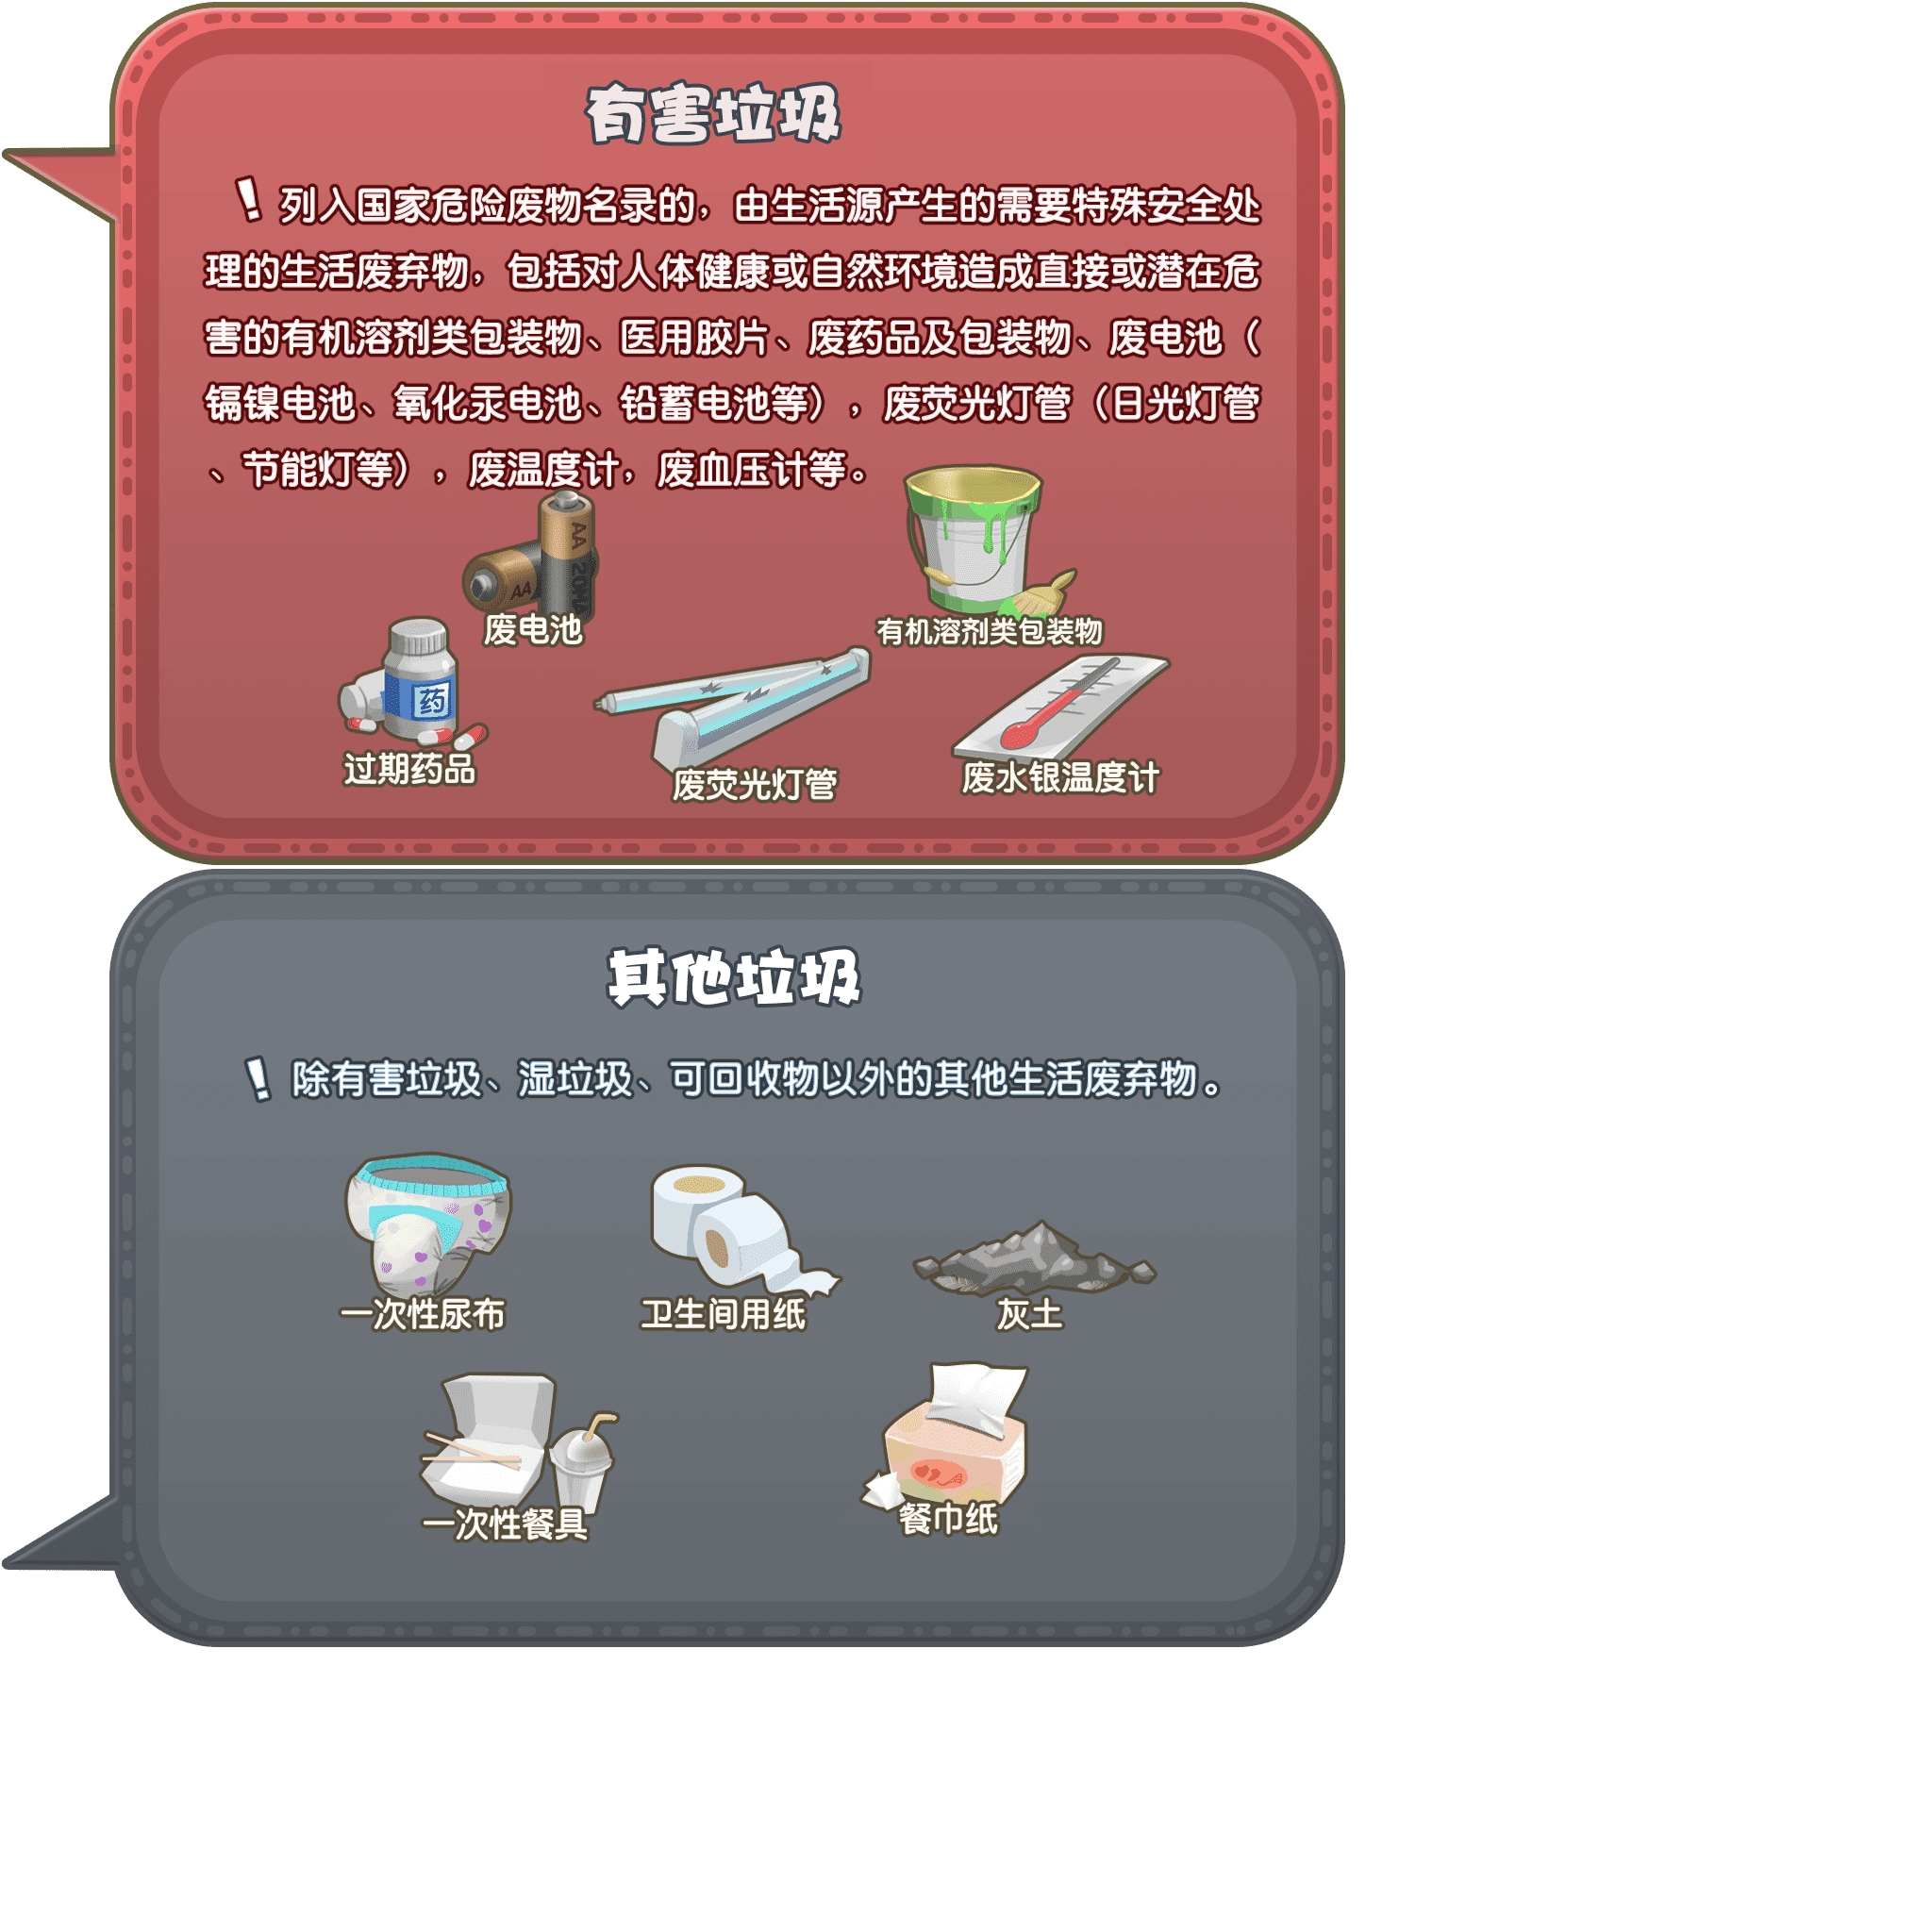 有害垃圾
! 列入国家危险废物名录的，由生活源产生的需要特殊安全处
理的生活废弃物，包括对人体健康或自然环境造成直接或潜在危
害的有机溶剂类包装物、医用胶片、废药品及包装物、废电池（
镉镍电池、氧化汞电池、铅蓄电池等），废荧光灯管（日光灯管
、节能灯等），废温度计，废血压计等。
AA
AA
20MA
废电池
有机溶剂类包装物
药
过期药品
废荧光灯管
废水银温度计
其他垃圾
! 除有害垃圾、湿垃圾、可回收物以外的其他生活废弃物。
一次性尿布
卫生间用纸
灰土
一次性餐具
餐巾纸